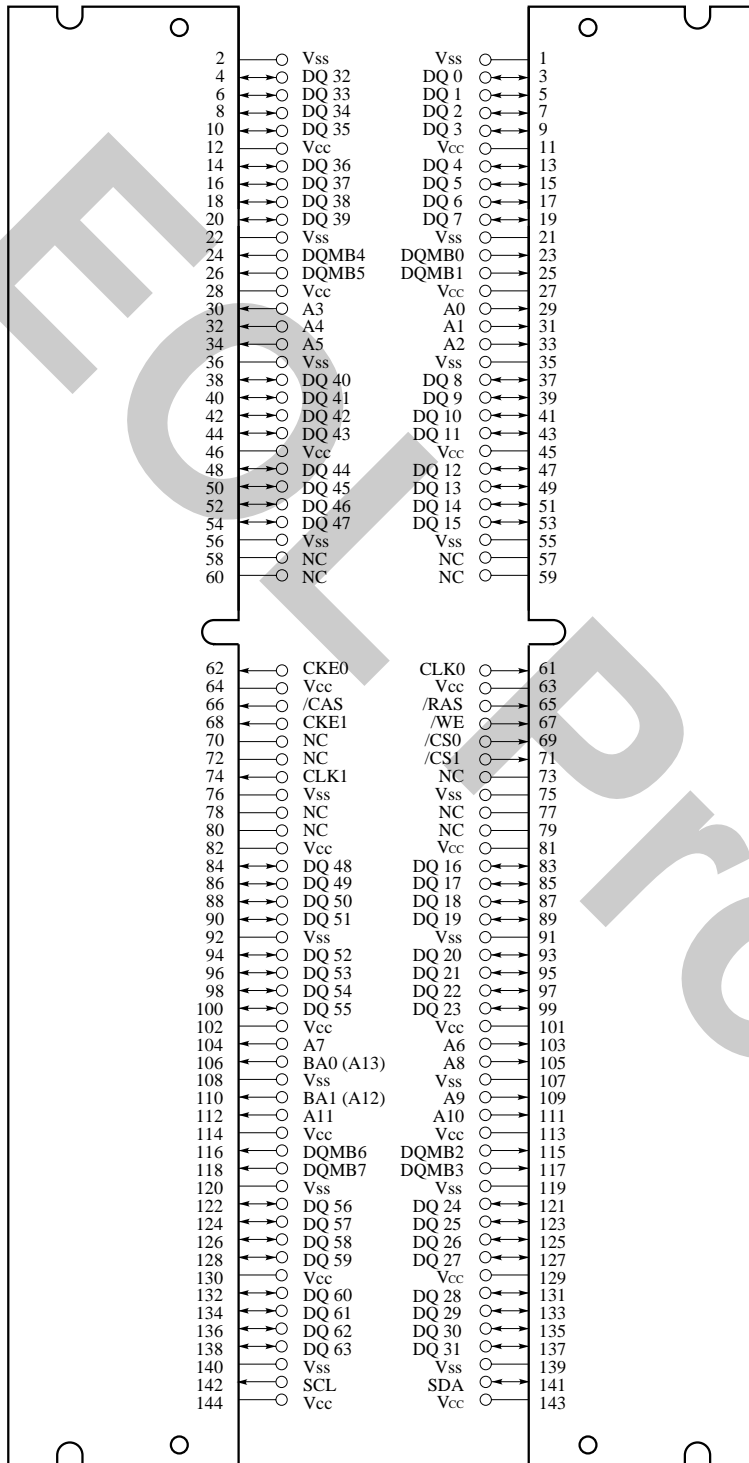 2 Vss Vss 1
4 DQ 32 DQ 0 3
6 DQ 33 DQ 1 5
8 DQ 34 DQ 2 7
10 DQ 35 DQ 3 9
12 Vcc Vcc 11
14 DQ 36 DQ 4 13
16 DQ 37 DQ 5 15
18 DQ 38 DQ 6 17
20 DQ 39 DQ 7 19
22 Vss Vss 21
24 DQMB4 DQMB0 23
26 DQMB5 DQMB1 25
28 Vcc Vcc 27
30 A3 A0 29
32 A4 A1 31
34 A5 A2 33
36 Vss Vss 35
38 DQ 40 DQ 8 37
40 DQ 41 DQ 9 39
42 DQ 42 DQ 10 41
44 DQ 43 DQ 11 43
46 Vcc Vcc 45
48 DQ 44 DQ 12 47
50 DQ 45 DQ 13 49
52 DQ 46 DQ 14 51
54 DQ 47 DQ 15 53
56 Vss Vss 55
58 NC NC 57
60 NC NC 59
62 CKE0 CLK0 61
64 Vcc Vcc 63
66 /CAS /RAS 65
68 CKE1 /WE 67
70 NC /CS0 69
72 NC /CS1 71
74 CLK1 NC 73
76 Vss Vss 75
78 NC NC 77
80 NC NC 79
82 Vcc Vcc 81
84 DQ 48 DQ 16 83
86 DQ 49 DQ 17 85
88 DQ 50 DQ 18 87
90 DQ 51 DQ 19 89
92 Vss Vss 91
94 DQ 52 DQ 20 93
96 DQ 53 DQ 21 95
98 DQ 54 DQ 22 97
100 DQ 55 DQ 23 99
102 Vcc Vcc 101
104 A7 A6 103
106 BA0 (A13) A8 105
108 Vss Vss 107
110 BA1 (A12) A9 109
112 A11 A10 111
114 Vcc Vcc 113
116 DQMB6 DQMB2 115
118 DQMB7 DQMB3 117
120 Vss Vss 119
122 DQ 56 DQ 24 121
124 DQ 57 DQ 25 123
126 DQ 58 DQ 26 125
128 DQ 59 DQ 27 127
130 Vcc Vcc 129
132 DQ 60 DQ 28 131
134 DQ 61 DQ 29 133
136 DQ 62 DQ 30 135
138 DQ 63 DQ 31 137
140 Vss Vss 139
142 SCL SDA 141
144 Vcc Vcc 143
EOL Pro